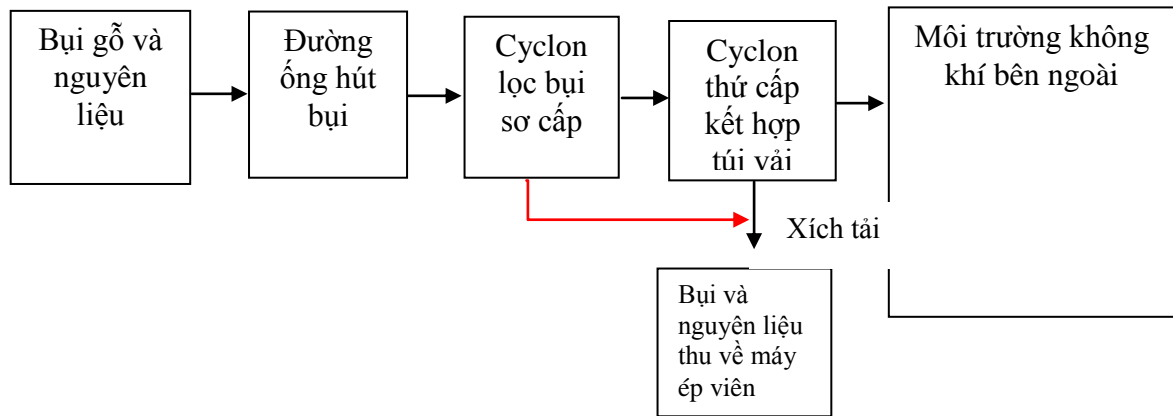 Bụi gỗ và
nguyên
liệu
Đường
ống hút
bụi
Cyclon
lọc bụi
sơ cấp
Cyclon
thứ cấp
kết hợp
túi vải
Môi trường không
khí bên ngoài
Xích tải
Bụi và
nguyên liệu
thu về máy
ép viên